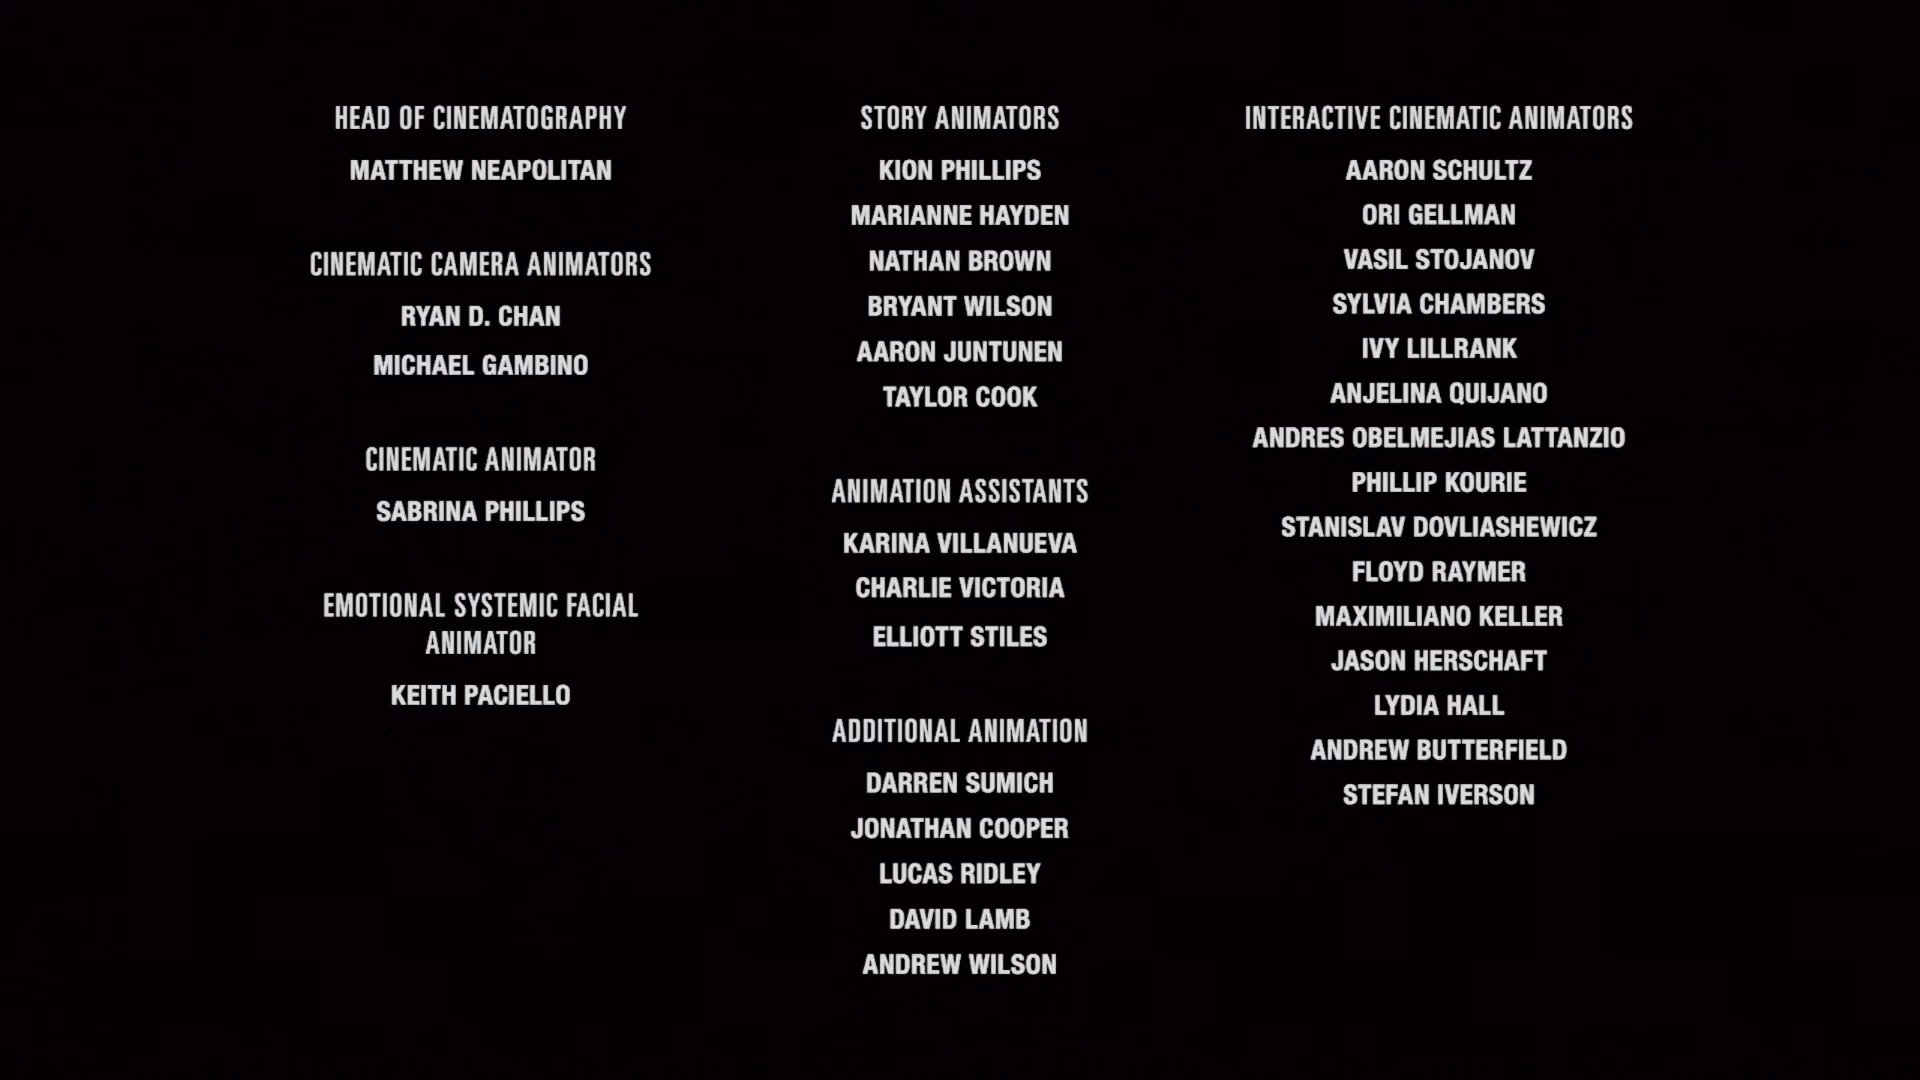 HEAD OF CINEMATOGRAPHY
MATTHEW NEAPOLITAN
CINEMATIC CAMERA ANIMATORS
RYAN D. CHAN
MICHAEL GAMBINO
CINEMATIC ANIMATOR
SABRINA PHILLIPS
EMOTIONAL SYSTEMIC FACIAL
ANIMATOR
KEITH PACIELLO
STORY ANIMATORS
KION PHILLIPS
MARIANNE HAYDEN
NATHAN BROWN
BRYANT WILSON
AARON JUNTUNEN
TAYLOR COOK
ANIMATION ASSISTANTS
KARINA VILLANUEVA
CHARLIE VICTORIA
ELLIOTT STILES
ADDITIONAL ANIMATION
DARREN SUMICH
JONATHAN COOPER
LUCAS RIDLEY
DAVID LAMB
ANDREW WILSON
INTERACTIVE CINEMATIC ANIMATORS
AARON SCHULTZ
ORI GELLMAN
VASIL STOJANOV
SYLVIA CHAMBERS
IVY LILLRANK
ANJELINA QUIJANO
ANDRES OBELMEJIAS LATTANZIO
PHILLIP KOURIE
STANISLAV DOVLIASHEWICZ
FLOYD RAYMER
MAXIMILIANO KELLER
JASON HERSCHAFT
LYDIA HALL
ANDREW BUTTERFIELD
STEFAN IVERSON